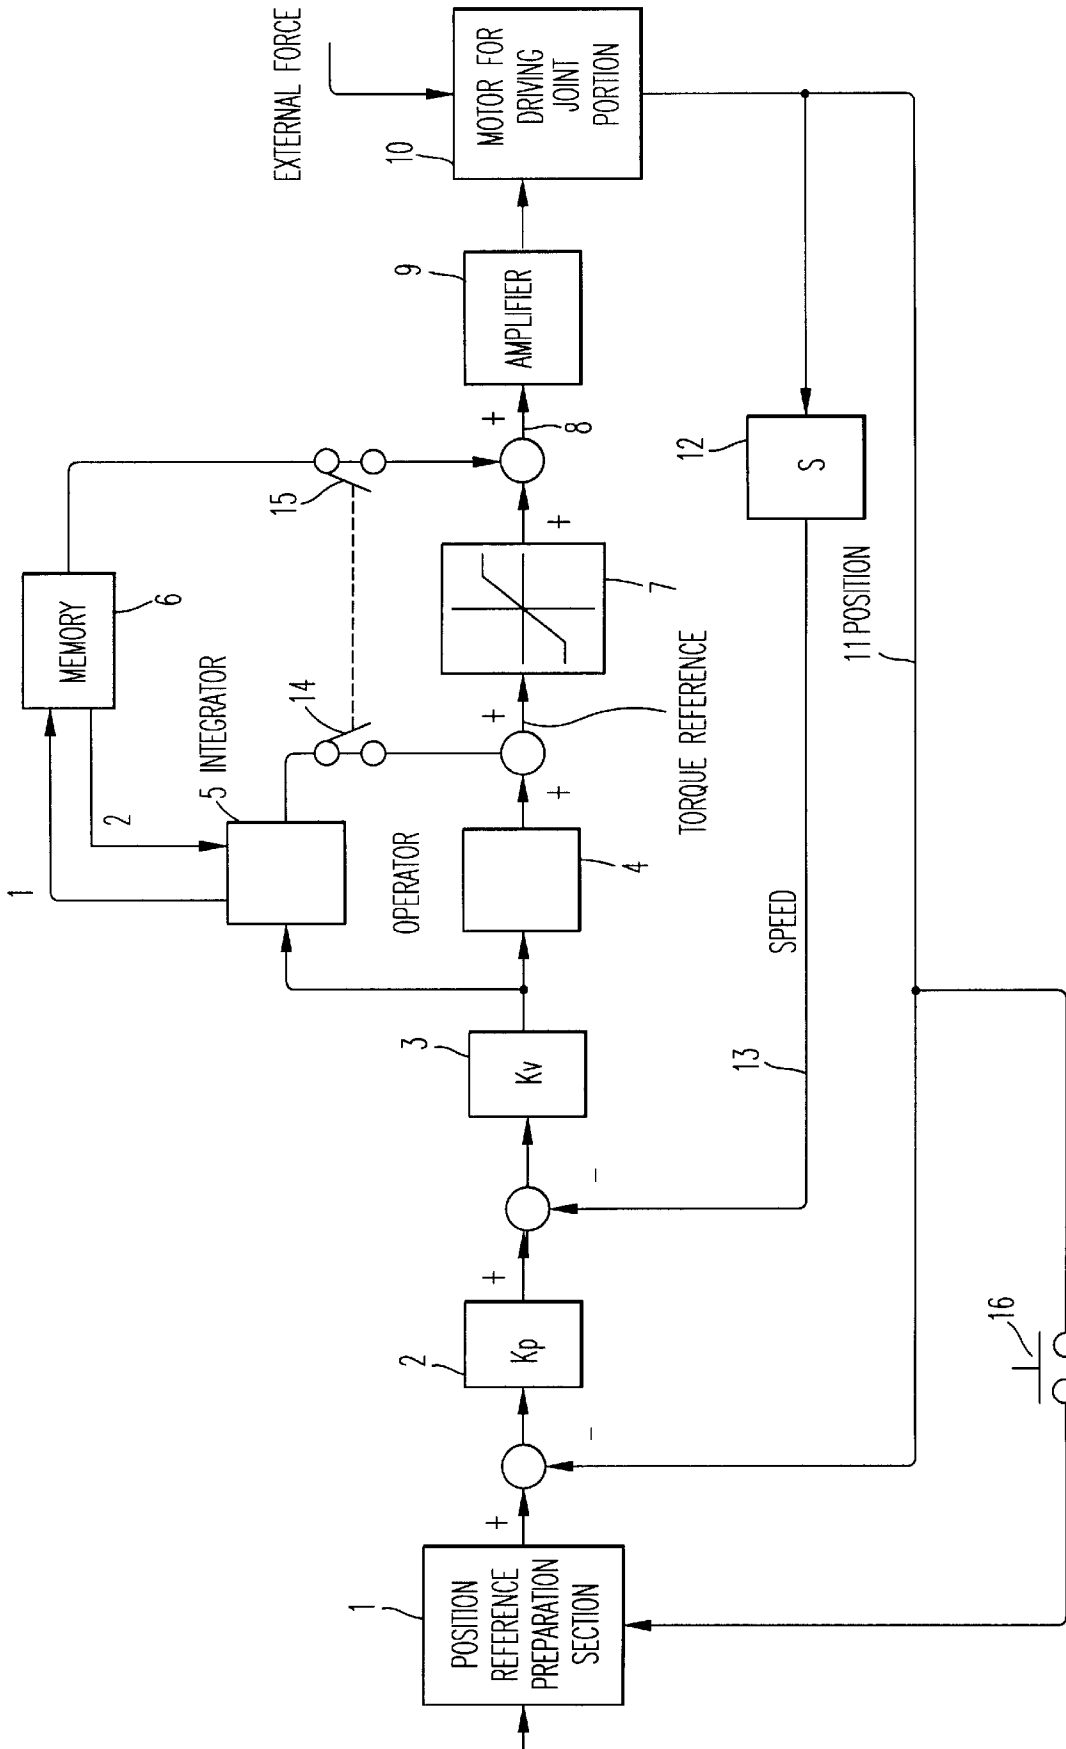 EXTERNAL FORCE
10
MOTOR FOR
DRIVING
JOINT
PORTION
9
AMPLIFIER
+
8
15
MEMORY
6
1
2
5 INTEGRATOR
14
+
7
+
TORQUE REFERENCE
+
OPERATOR
4
12
S
11 POSITION
SPEED
13
3
Kv
-
+
2
Kp
-
+
1
POSITION
REFERENCE
PREPARATION
SECTION
16